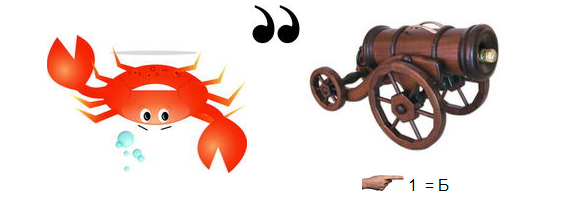 ,,
1 = Б